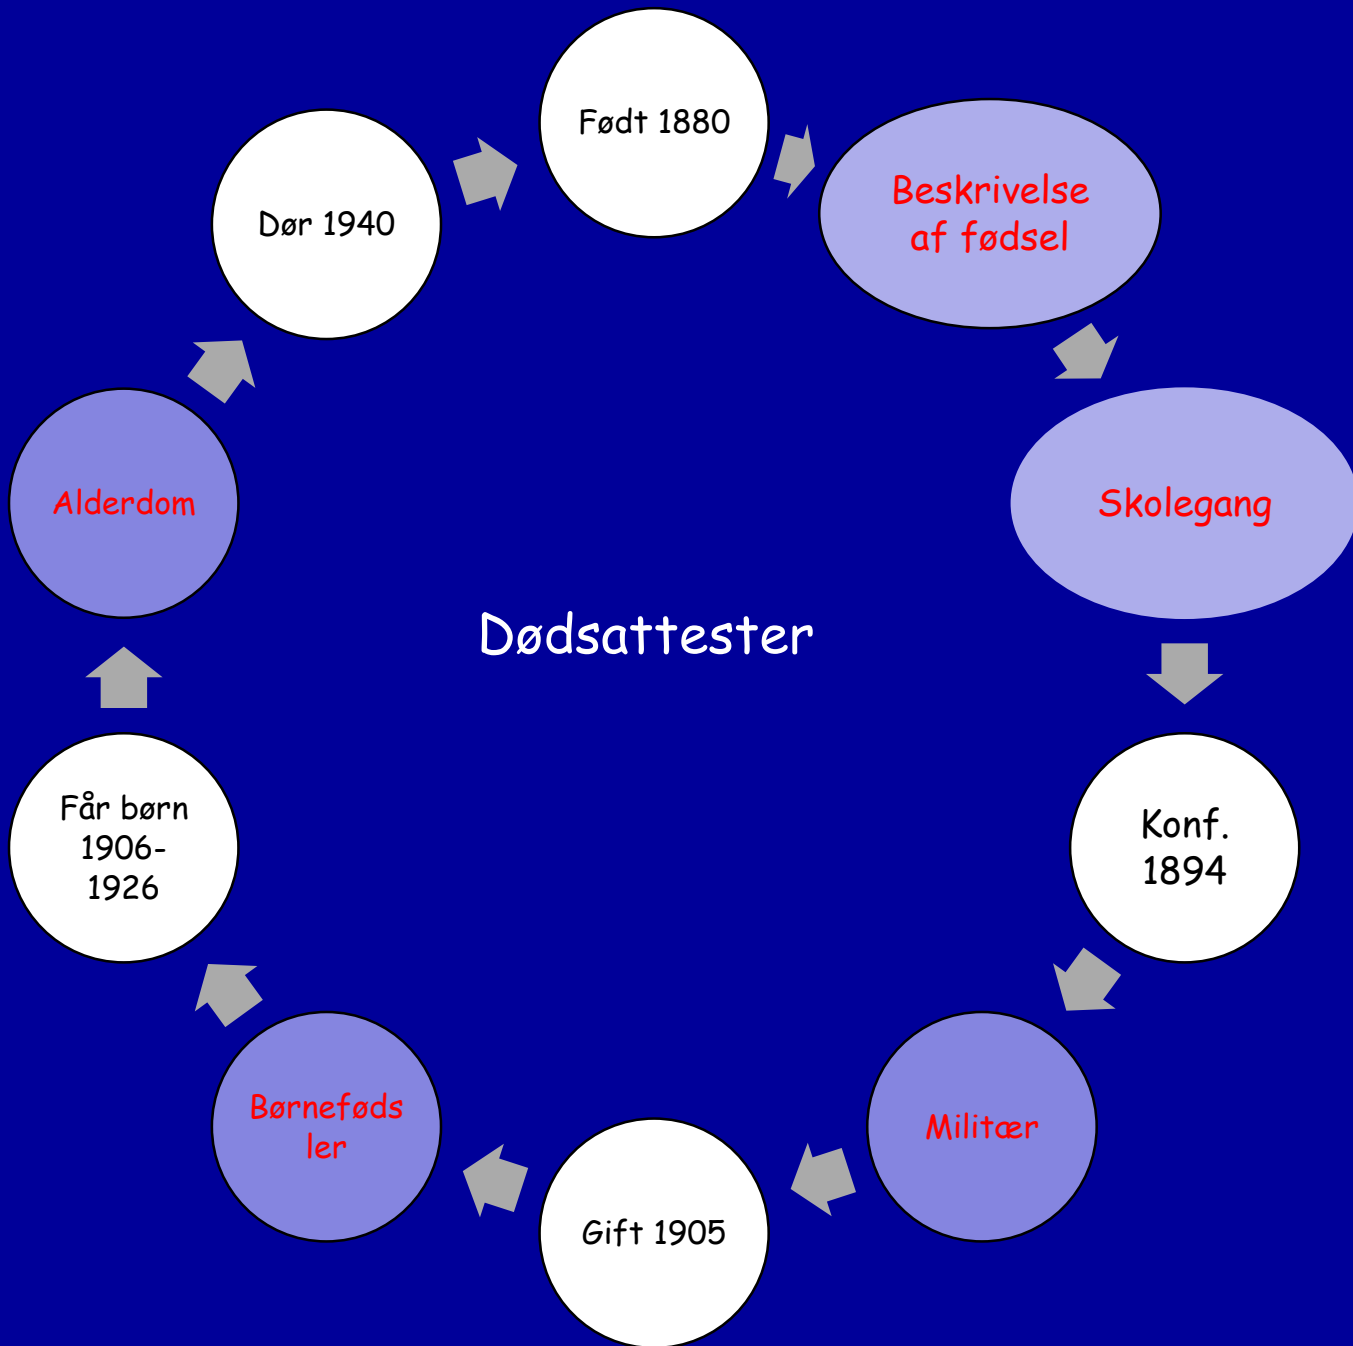 Født 1880
Beskrivelse
af fødsel
Skolegang
Konf.
1894
Militær
Gift 1905
Børneføds
ler
Får børn
1906-
1926
Alderdom
Dør 1940
Dødsattester